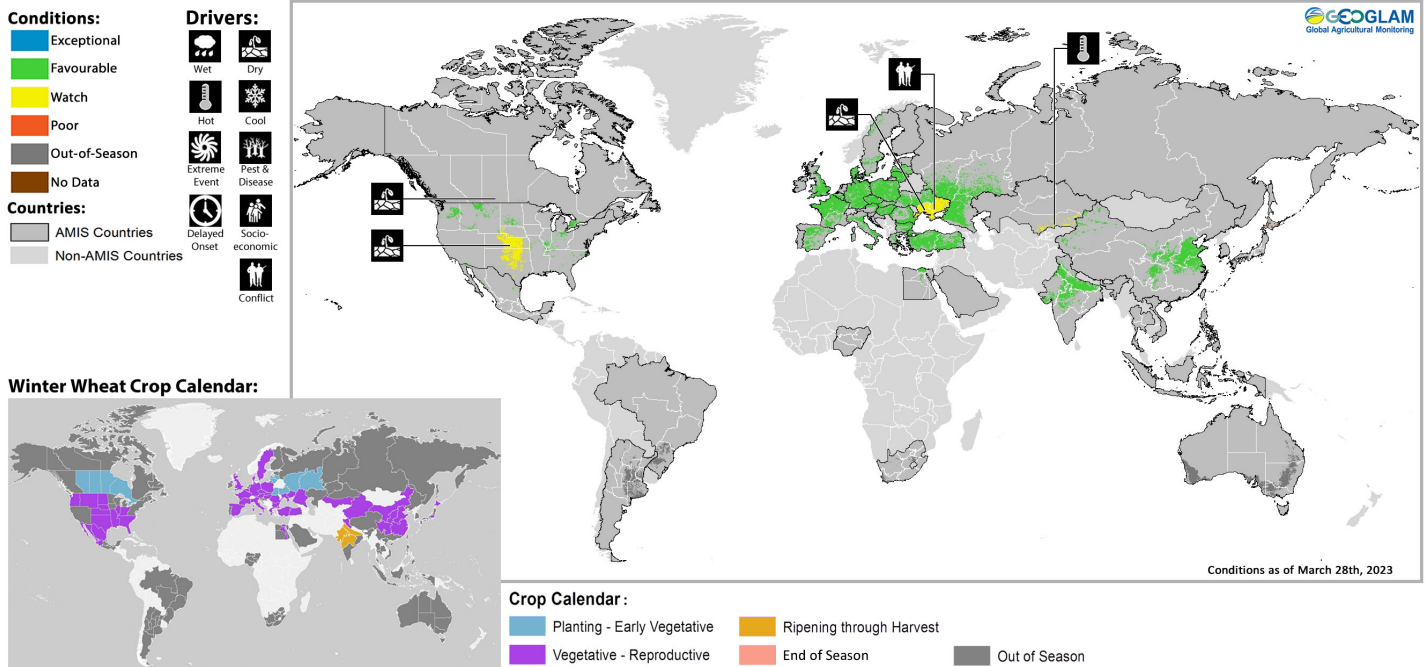 Conditions:
Exceptional
Favourable
Watch
Poor
Out-of-Season
No Data
Countries:
AMIS Countries
Non-AMIS Countries
Drivers:
Wet
Dry
Hot
Cool
Extreme
Event
Pest &
Disease
Delayed
Onset
Socio-
economic
Conflict
GEOGLAM
Global Agricultural Monitoring
Conditions as of March 28th, 2023
Winter Wheat Crop Calendar:
Crop Calendar :
Planting - Early Vegetative
Ripening through Harvest
Vegetative - Reproductive
End of Season
Out of Season